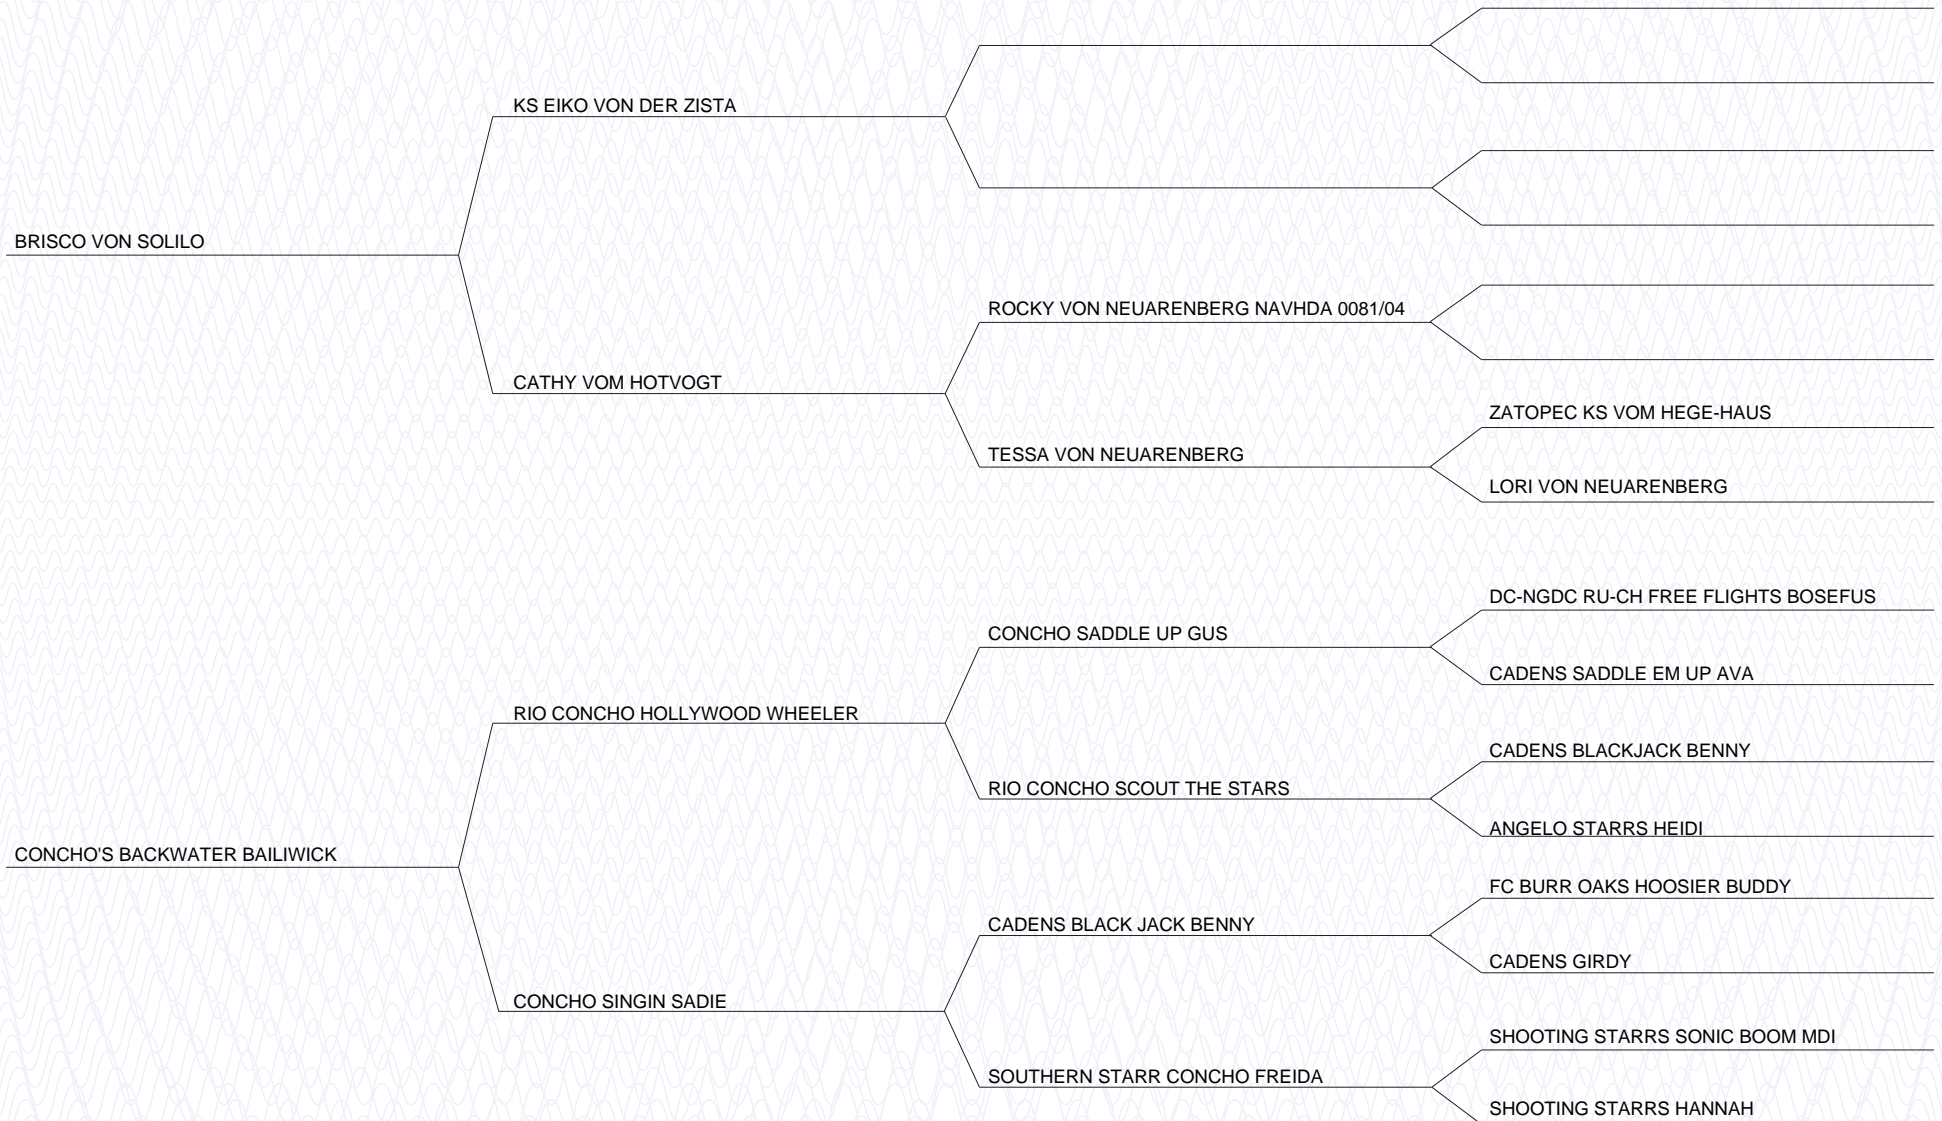 KS EIKO VON DER ZISTA
BRISCO VON SOLILO
ROCKY VON NEUARENBERG NAVHDA 0081/04
CATHY VOM HOTVOGT
ZATOPEC KS VOM HEGE-HAUS
TESSA VON NEUARENBERG
LORI VON NEUARENBERG
DC-NGDC RU-CH FREE FLIGHTS BOSEFUS
CONCHO SADDLE UP GUS
CADENS SADDLE EM UP AVA
RIO CONCHO HOLLYWOOD WHEELER
CADENS BLACKJACK BENNY
RIO CONCHO SCOUT THE STARS
ANGELO STARRS HEIDI
CONCHO'S BACKWATER BAILIWICK
FC BURR OAKS HOOSIER BUDDY
CADENS BLACK JACK BENNY
CADENS GIRDY
CONCHO SINGIN SADIE
SHOOTING STARRS SONIC BOOM MDI
SOUTHERN STARR CONCHO FREIDA
SHOOTING STARRS HANNAH